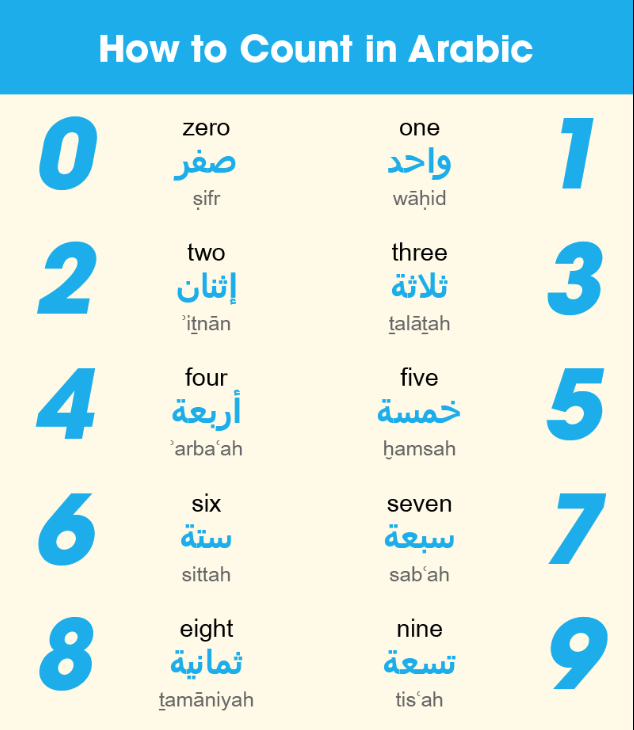 How to Count in Arabic
0
zero
صفر
ṣifr
one
واحد
wāḥid
1
2
two
إثنان
ʾiṯnān
three
ثلاثة
ṯalāṯah
3
4
four
أربعة
ʾarbaʿah
five
خمسة
ḫamsah
5
6
six
ستة
sittah
seven
سبعة
sabʿah
7
8
eight
ثمانية
ṯamāniyah
nine
تسعة
tisʿah
9